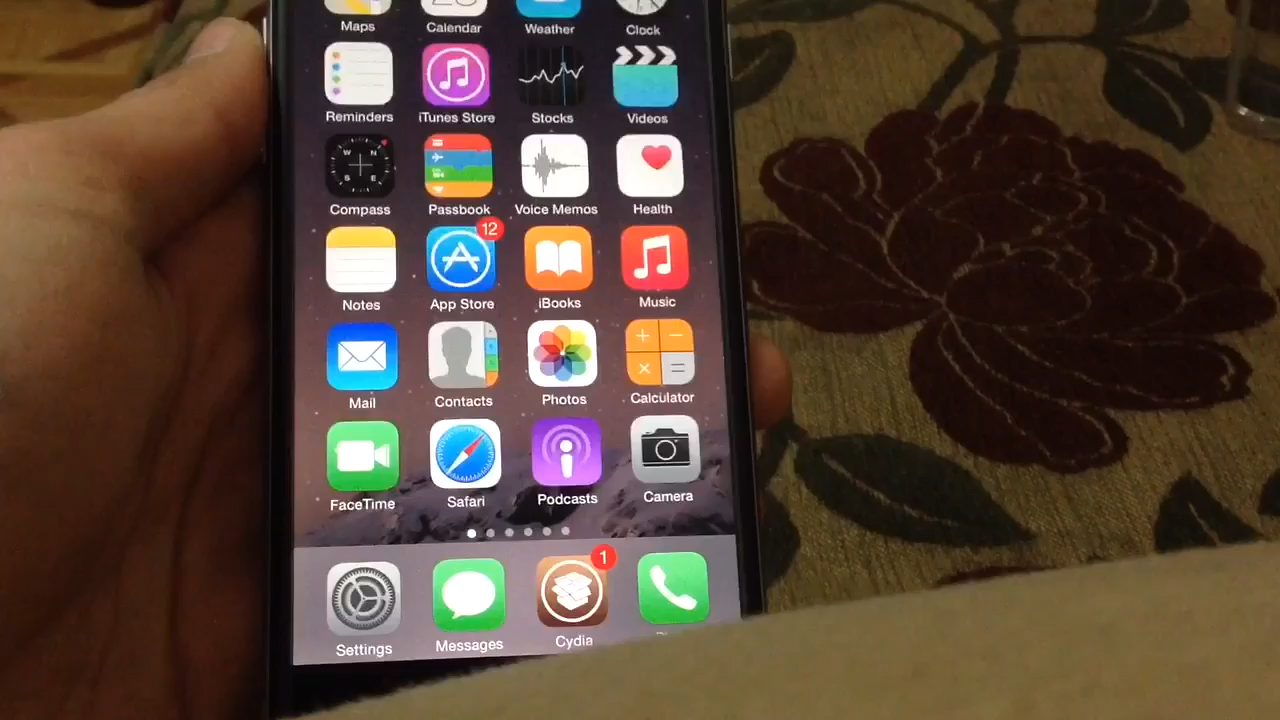 Maps Calendar Weather Clock
Reminders iTunes Store Stocks Videos
W N
S E
Compass Passbook Voice Memos Health
12
Notes App Store iBooks Music
Mail Contacts Photos Calculator
FaceTime Safari Podcasts Camera
1
Settings Messages Cydia